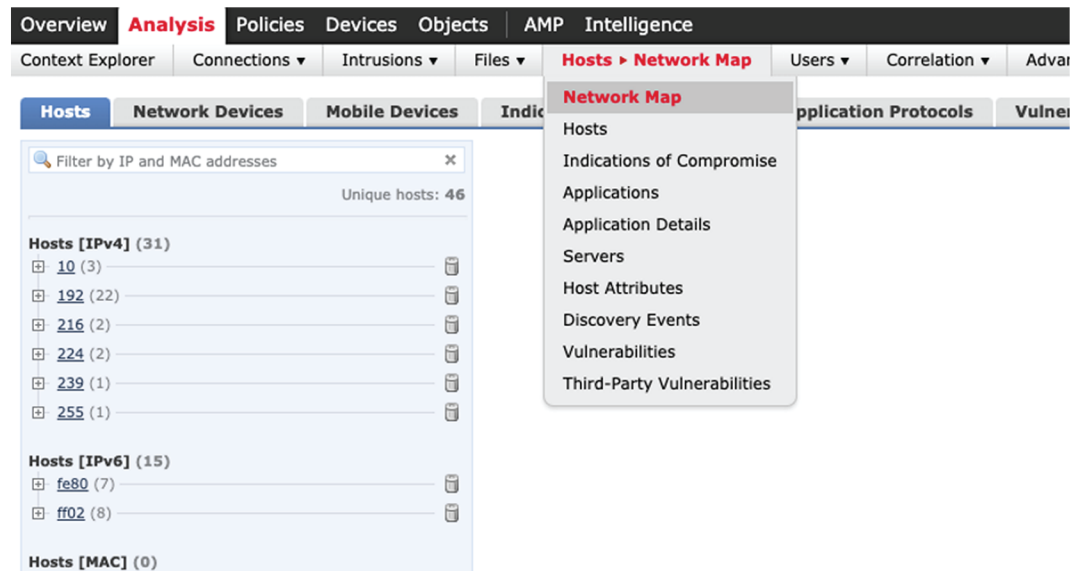 Overview Analysis Policies Devices Objects AMP Intelligence
Context Explorer Connections ▾ Intrusions ▾ Files ▾ Hosts ▸ Network Map Users ▾ Correlation ▾
Hosts Network Devices Mobile Devices Protocols
Network Map
Hosts
Indications of Compromise
Applications
Application Details
Servers
Host Attributes
Discovery Events
Vulnerabilities
Third-Party Vulnerabilities
Filter by IP and MAC addresses
Unique hosts: 46
Hosts [IPv4] (31)
10 (3)
192 (22)
216 (2)
224 (2)
239 (1)
255 (1)
Hosts [IPv6] (15)
fe80 (7)
ff02 (8)
Hosts [MAC] (0)